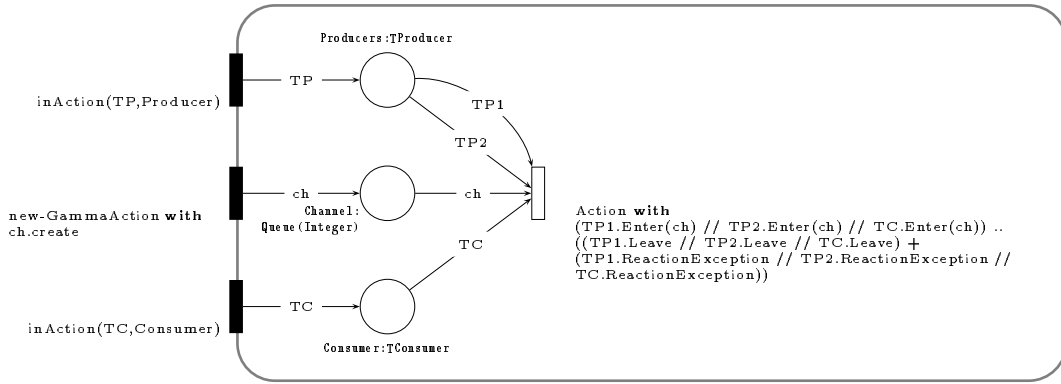 Producers:TProducer
TP
inAction(TP,Producer)
TP1
TP2
ch
ch
Channel:
Queue(Integer)
new-GammaAction with
ch.create
Action with
(TP1.Enter(ch) // TP2.Enter(ch) // TC.Enter(ch)) ..
((TP1.Leave // TP2.Leave // TC.Leave) +
(TP1.ReactionException // TP2.ReactionException //
TC.ReactionException))
TC
TC
inAction(TC,Consumer)
Consumer:TConsumer